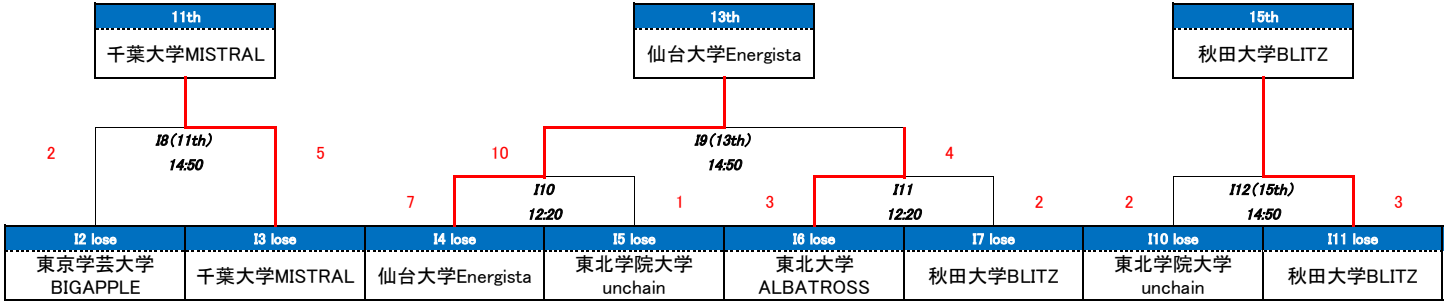 11th
13th
15th
千葉大学MISTRAL
仙台大学Energista
秋田大学BLITZ
I8(11th)
I9(13th)
2
5
10
4
14:50
14:50
I10
I11
I12(15th)
7
1
3
2
2
3
12:20
12:20
14:50
I2 lose
I3 lose
I4 lose
I5 lose
I6 lose
I7 lose
I10 lose
I11 lose
東京学芸大学
BIGAPPLE
千葉大学MISTRAL
仙台大学Energista
東北学院大学
unchain
東北大学
ALBATROSS
秋田大学BLITZ
東北学院大学
unchain
秋田大学BLITZ